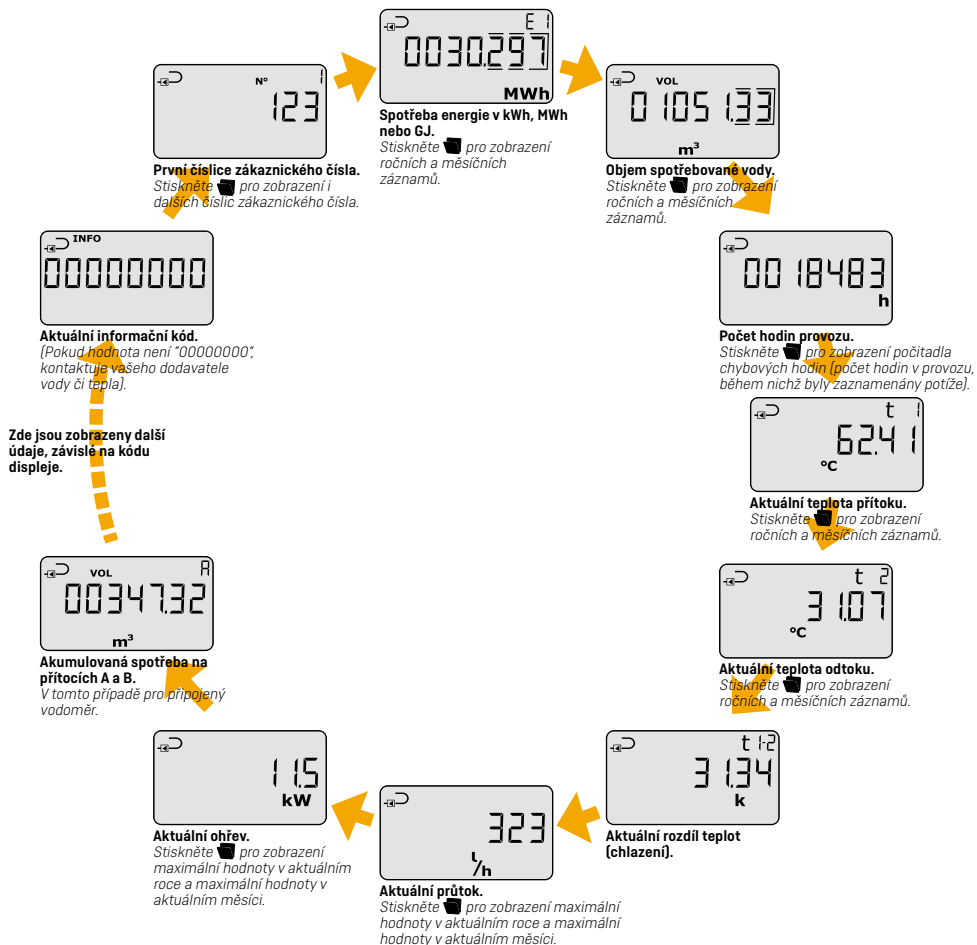 E 1
0030.297
MWh
Spotřeba energie v kWh, MWh
nebo GJ.
Stiskněte pro zobrazení
ročních a měsíčních
záznamů.
VOL
01051.33
m³
Objem spotřebované vody.
Stiskněte pro zobrazení
ročních a měsíčních
záznamů.
0018483
h
Počet hodin provozu.
Stiskněte pro zobrazení počitadla
chybových hodin (počet hodin v provozu,
během nichž byly zaznamenány potíže).
t 1
62.41
°C
Aktuální teplota přítoku.
Stiskněte pro zobrazení
ročních a měsíčních záznamů.
t 2
31.07
°C
Aktuální teplota odtoku.
Stiskněte pro zobrazení
ročních a měsíčních záznamů.
t 1-2
31.34
k
Aktuální rozdíl teplot
(chlazení).
323
l/h
Aktuální průtok.
Stiskněte pro zobrazení maximální
hodnoty v aktuálním roce a maximální
hodnoty v aktuálním měsíci.
11.5
kW
Aktuální ohřev.
Stiskněte pro zobrazení
maximální hodnoty v aktuálním
roce a maximální hodnoty v
aktuálním měsíci.
VOL A
00347.32
m³
Akumulovaná spotřeba na
přítocích A a B.
V tomto případě pro připojený
vodoměr.
Zde jsou zobrazeny další
údaje, závislé na kódu
displeje.
INFO
00000000
Aktuální informační kód.
(Pokud hodnota není "00000000",
kontaktuje vašeho dodavatele
vody či tepla).
N° 1
123
První číslice zákaznického čísla.
Stiskněte pro zobrazení i
dalších číslic zákaznického čísla.